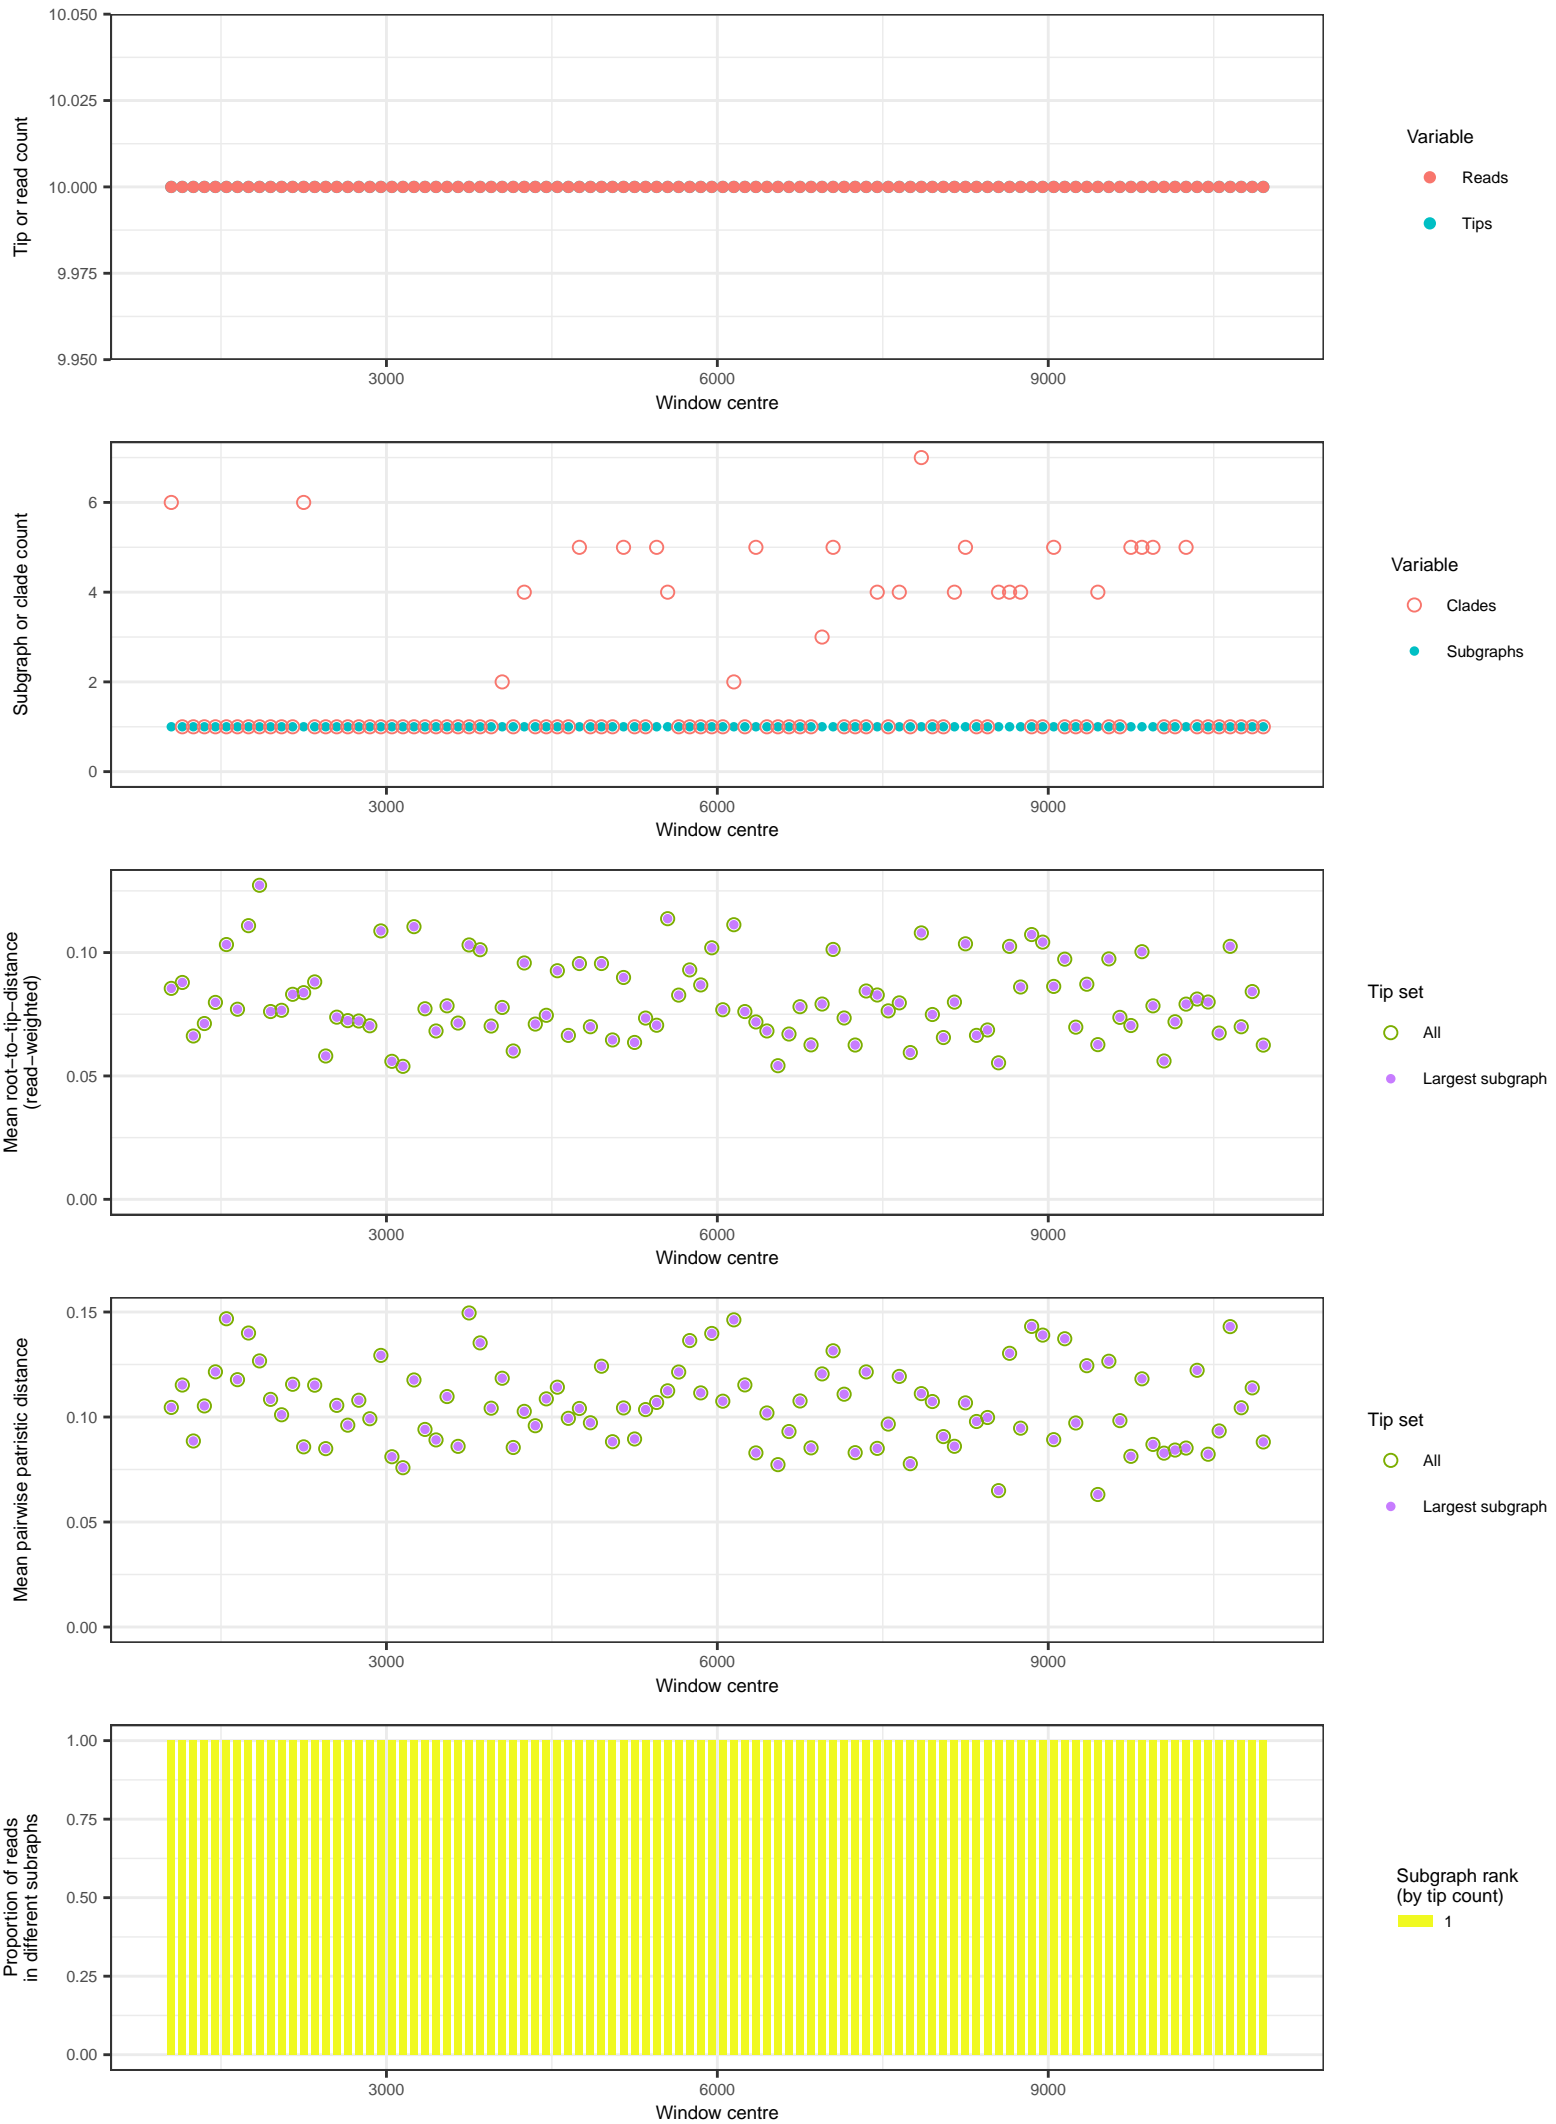 10.050
10.025
10.000
9.975
9.950
Tip or read count
3000
6000
9000
Window centre
Variable
Reads
Tips
6
4
2
0
Subgraph or clade count
3000
6000
9000
Window centre
Variable
Clades
Subgraphs
0.10
0.05
0.00
Mean root−to−tip−distance
(read−weighted)
3000
6000
9000
Window centre
Tip set
All
Largest subgraph
0.15
0.10
0.05
0.00
Mean pairwise patristic distance
3000
6000
9000
Window centre
Tip set
All
Largest subgraph
1.00
0.75
0.50
0.25
0.00
Proportion of reads
in different subraphs
3000
6000
9000
Window centre
Subgraph rank
(by tip count)
1